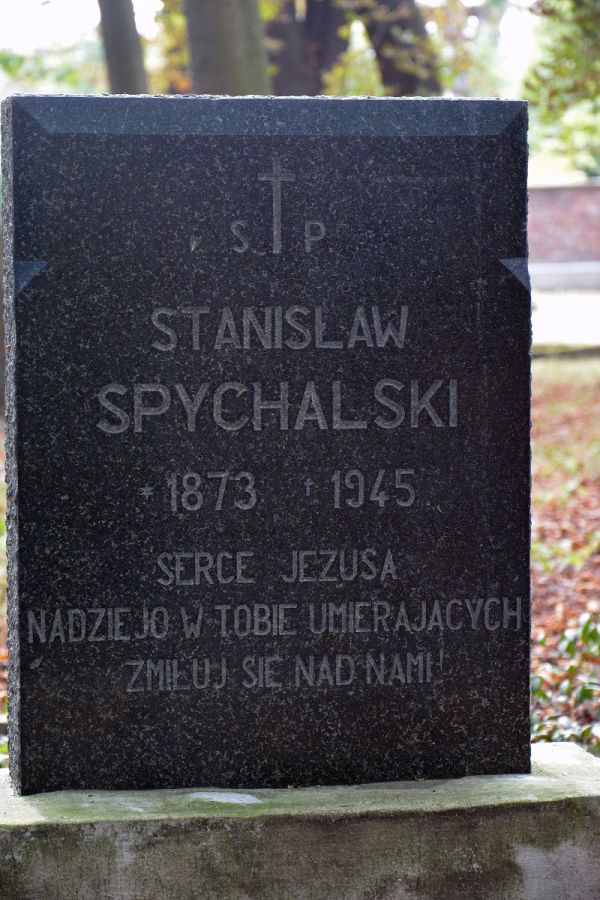 S P
STANISŁAW
SPYCHALSKI
* 1873 † 1945
SERCE JEZUSA
NADZIEJO W TOBIE UMIERAJĄCYCH
ZMIŁUJ SIĘ NAD NAMI